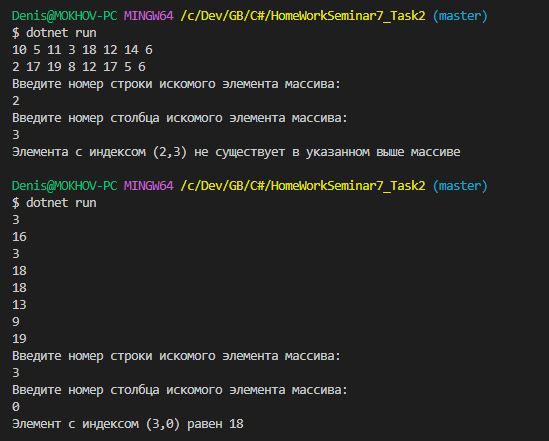 Denis@MOKHOV-PC MINGW64 /c/Dev/GB/C#/HomeWorkSeminar7_Task2 (master)
$ dotnet run
10 5 11 3 18 12 14 6
2 17 19 8 12 17 5 6
Введите номер строки искомого элемента массива:
2
Введите номер столбца искомого элемента массива:
3
Элемента с индексом (2,3) не существует в указанном выше массиве
Denis@MOKHOV-PC MINGW64 /c/Dev/GB/C#/HomeWorkSeminar7_Task2 (master)
$ dotnet run
3
16
3
18
18
13
9
19
Введите номер строки искомого элемента массива:
3
Введите номер столбца искомого элемента массива:
0
Элемент с индексом (3,0) равен 18